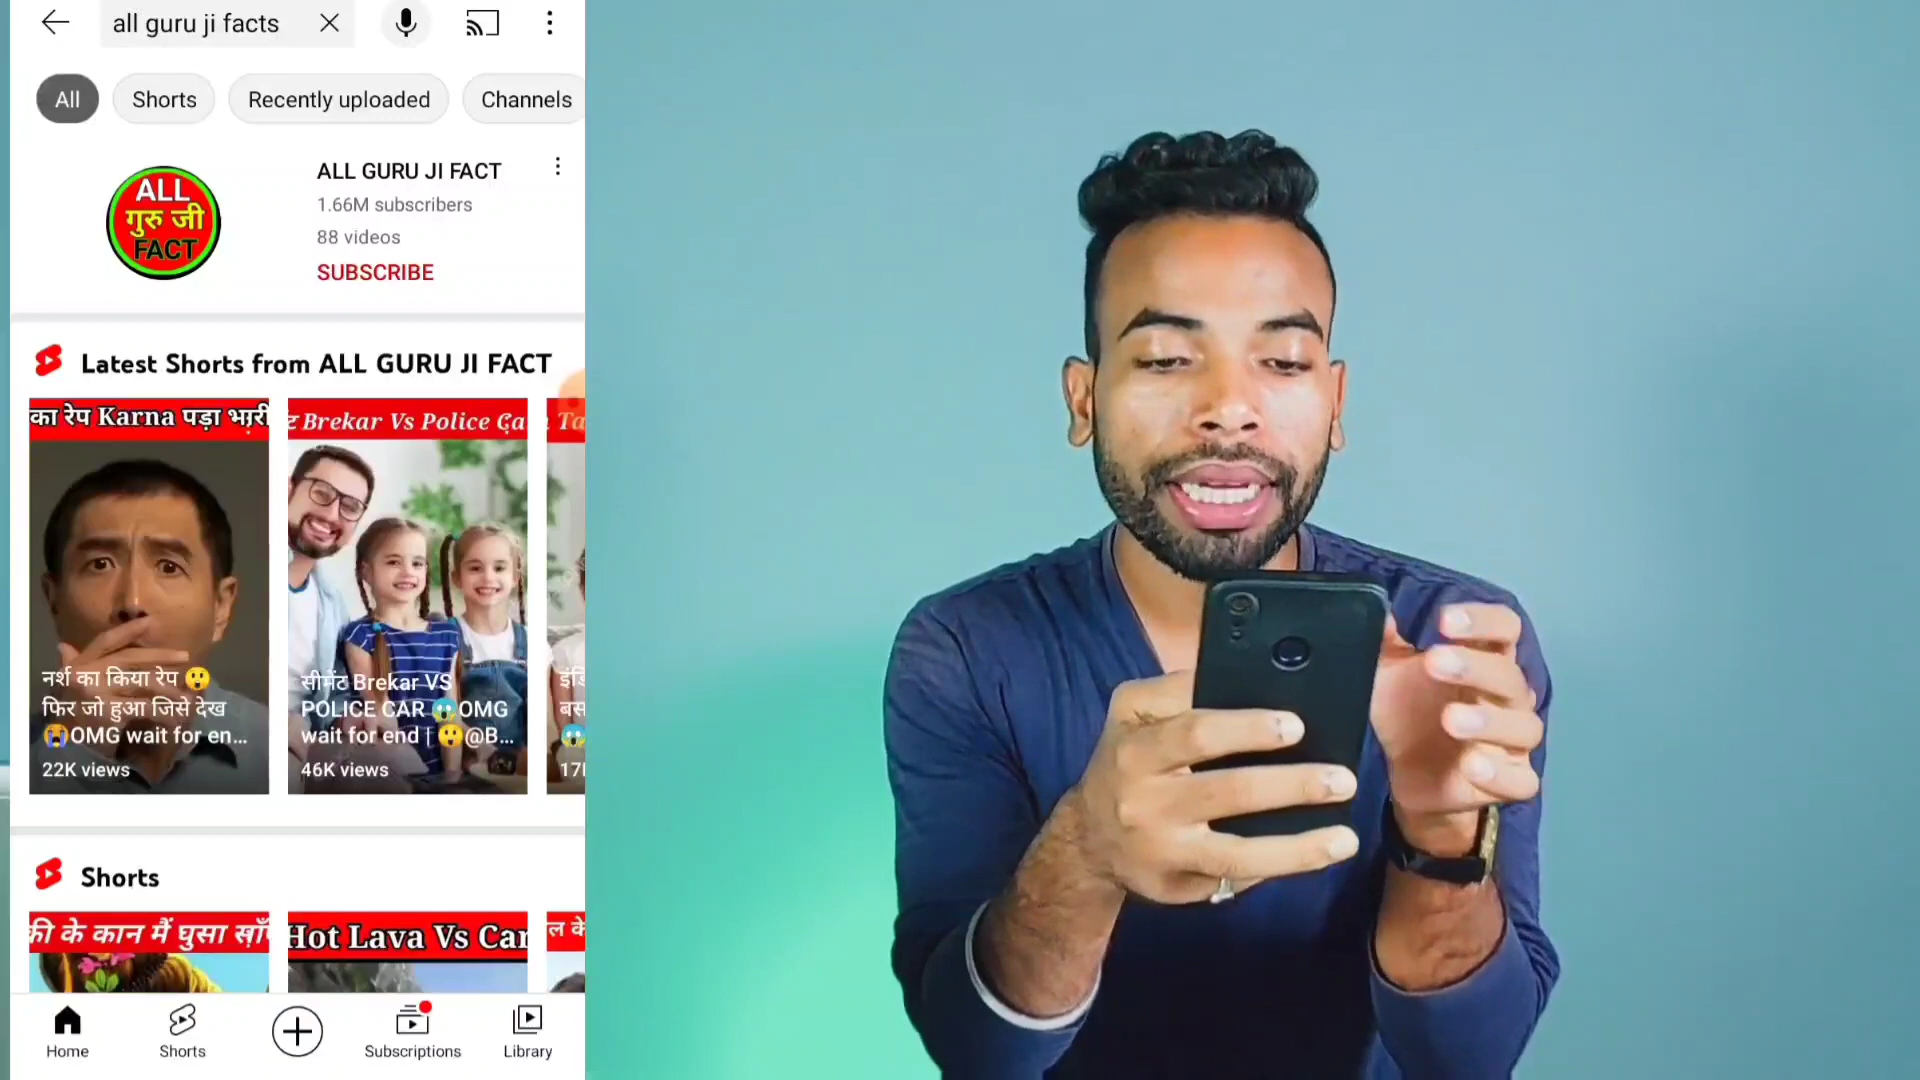 all guru ji facts
All
Shorts
Recently uploaded
Channels
ALL
गुरु जी
FACT
ALL GURU JI FACT
1.66M subscribers
88 videos
SUBSCRIBE
Latest Shorts from ALL GURU JI FACT
का रेप Karna पड़ा भारी
Brekar Vs Police Ca
Ta
नर्श का किया रेप 😲
फिर जो हुआ जिसे देख
😭OMG wait for en...
22K views
सीमेंट Brekar VS
POLICE CAR 😱OMG
wait for end | 😲@B...
46K views
बस
😱
17
Shorts
की के कान मैं घुसा साँ
Hot Lava Vs Car
ल के
Home
Shorts
Subscriptions
Library